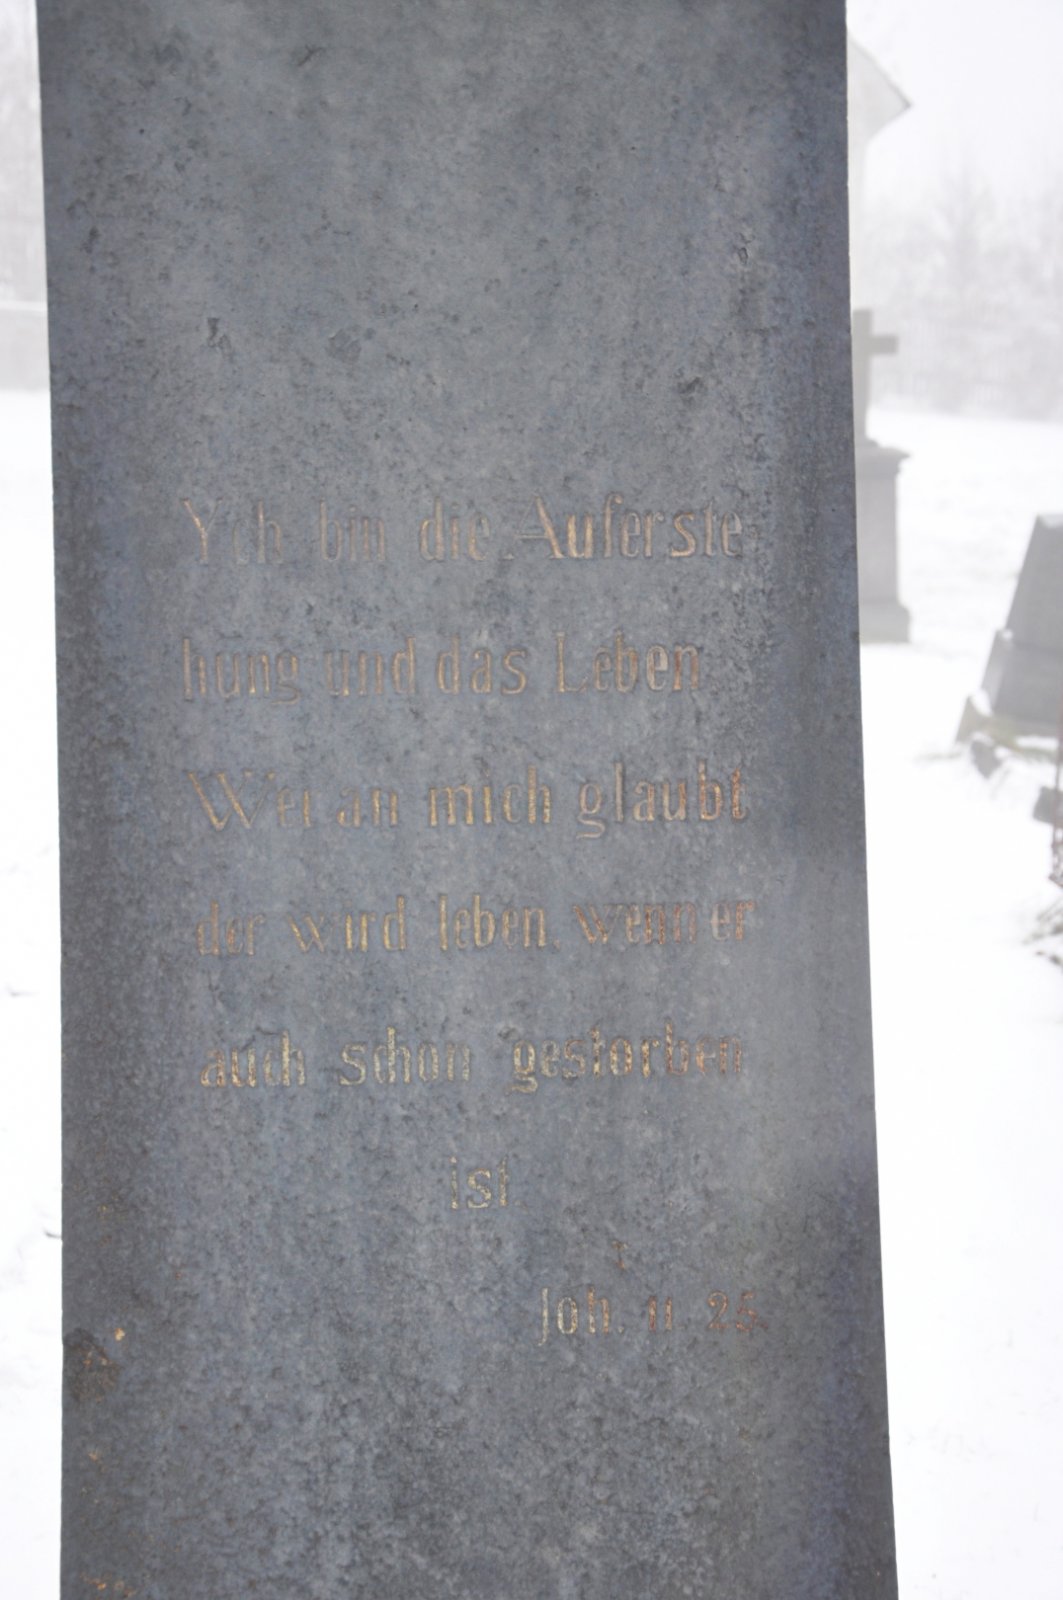 Ych bin die Auferste
hung und das Leben
Wer an mich glaubt
der wird leben, wenn er
auch schon gestorben
ist.
Joh. 11. 25.